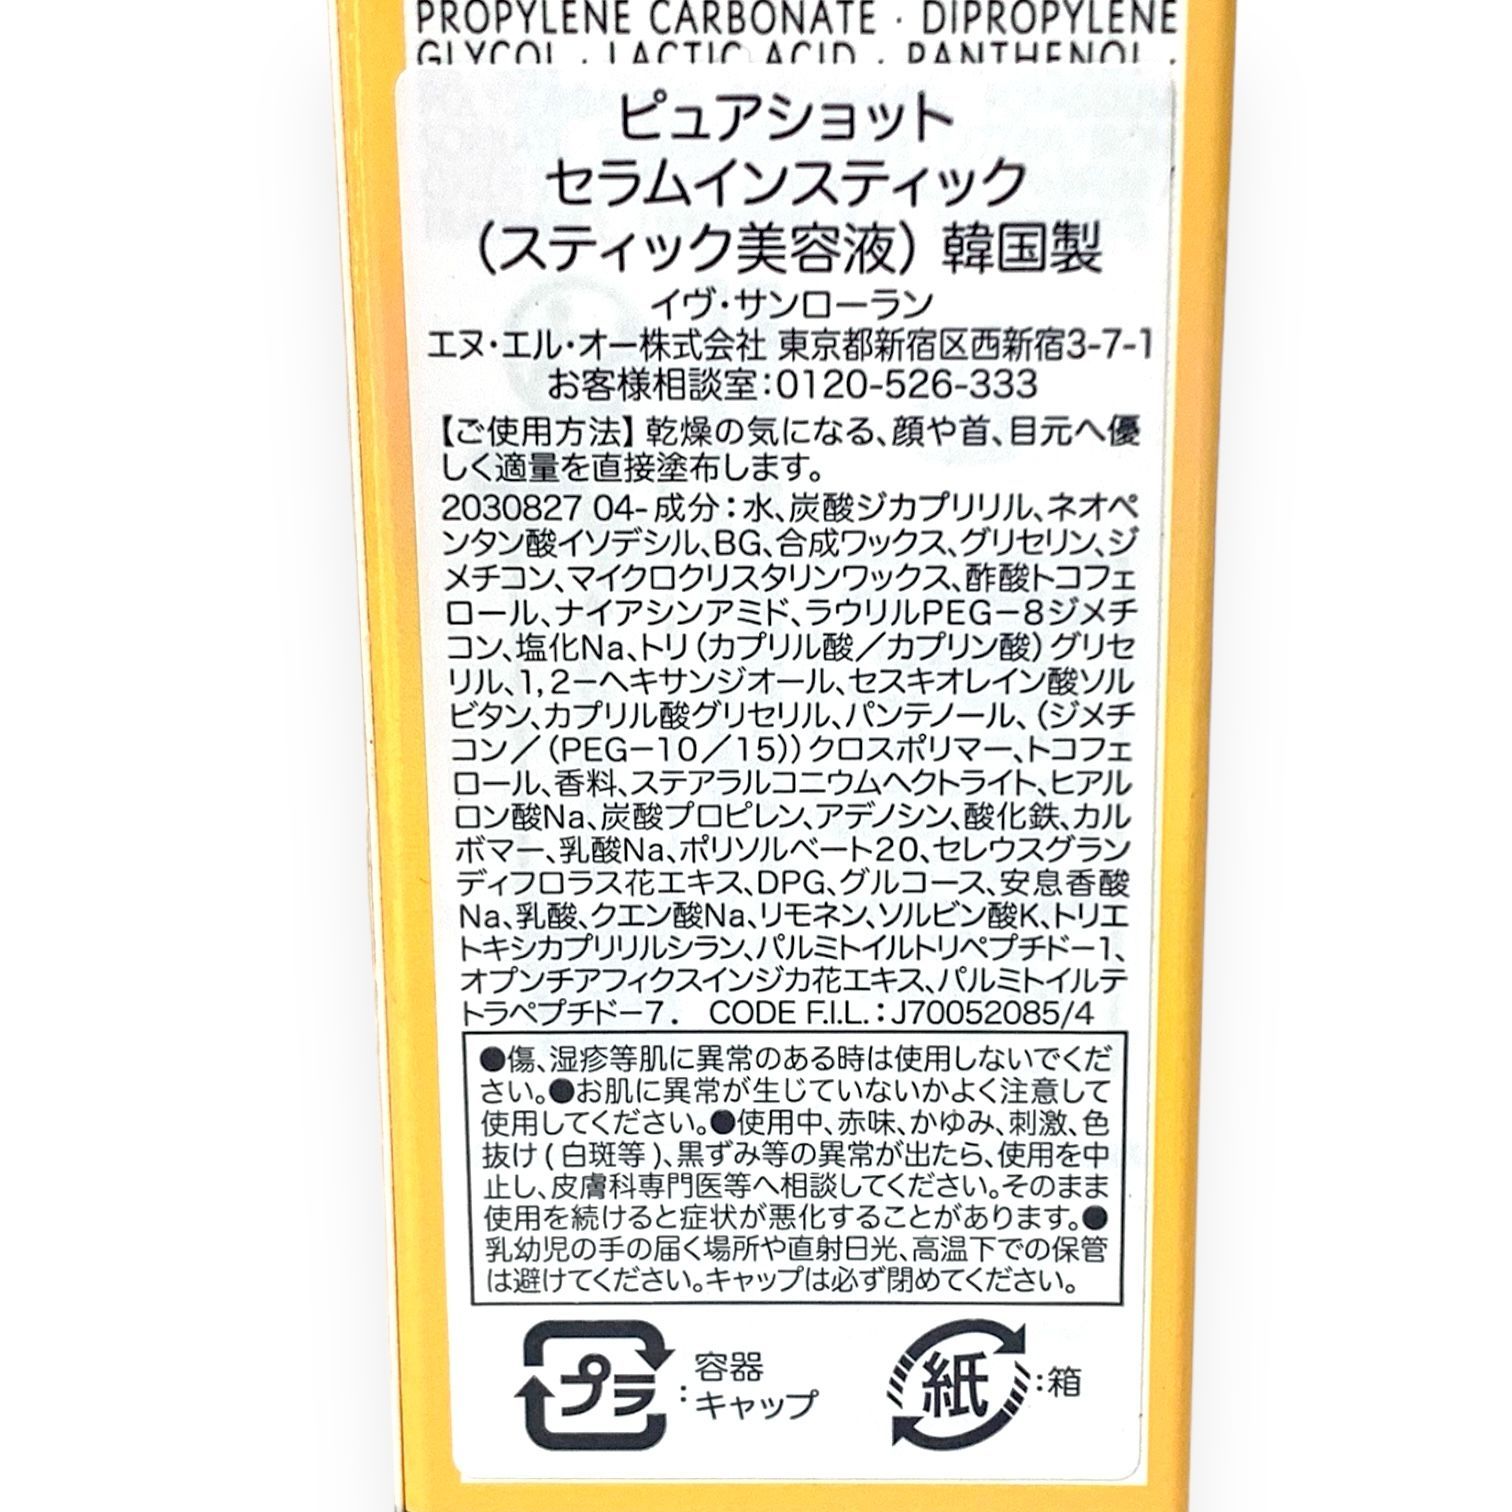 PROPYLENE CARBONATE · DIPROPYLENE
GLYCOL · LACTIC ACID · PANTHENOL ·
ピュアショット
セラムインスティック
（スティック美容液）韓国製
イヴ・サンローラン
エヌ・エル・オー株式会社 東京都新宿区西新宿3-7-1
お客様相談室：0120-526-333
【ご使用方法】乾燥の気になる、顔や首、目元へ優
しく適量を直接塗布します。
2030827 04- 成分：水、炭酸ジカプリリル、ネオペ
ンタン酸イソデシル、BG、合成ワックス、グリセリン、ジ
メチコン、マイクロクリスタリンワックス、酢酸トコフェ
ロール、ナイアシンアミド、ラウリルPEG－8ジメチ
コン、塩化Na、トリ（カプリル酸／カプリン酸）グリセ
リル、1，2－ヘキサンジオール、セスキオレイン酸ソル
ビタン、カプリル酸グリセリル、パンテノール、（ジメチ
コン／（PEG－10／15））クロスポリマー、トコフェ
ロール、香料、ステアラルコニウムヘクトライト、ヒアル
ロン酸Na、炭酸プロピレン、アデノシン、酸化鉄、カル
ボマー、乳酸Na、ポリソルベート20、セレウスグラン
ディフロラス花エキス、DPG、グルコース、安息香酸
Na、乳酸、クエン酸Na、リモネン、ソルビン酸K、トリエ
トキシカプリリルシラン、パルミトイルトリペプチド－1、
オプンチアフィクスインジカ花エキス、パルミトイルテ
トラペプチド－7． CODE F.I.L.：J70052085/4
●傷、湿疹等肌に異常のある時は使用しないでくだ
さい。●お肌に異常が生じていないかよく注意して
使用してください。●使用中、赤味、かゆみ、刺激、色
抜け（白斑等）、黒ずみ等の異常が出たら、使用を中
止し、皮膚科専門医等へ相談してください。そのまま
使用を続けると症状が悪化することがあります。●
乳幼児の手の届く場所や直射日光、高温下での保管
は避けてください。キャップは必ず閉めてください。
プラ：容器
キャップ
紙：箱